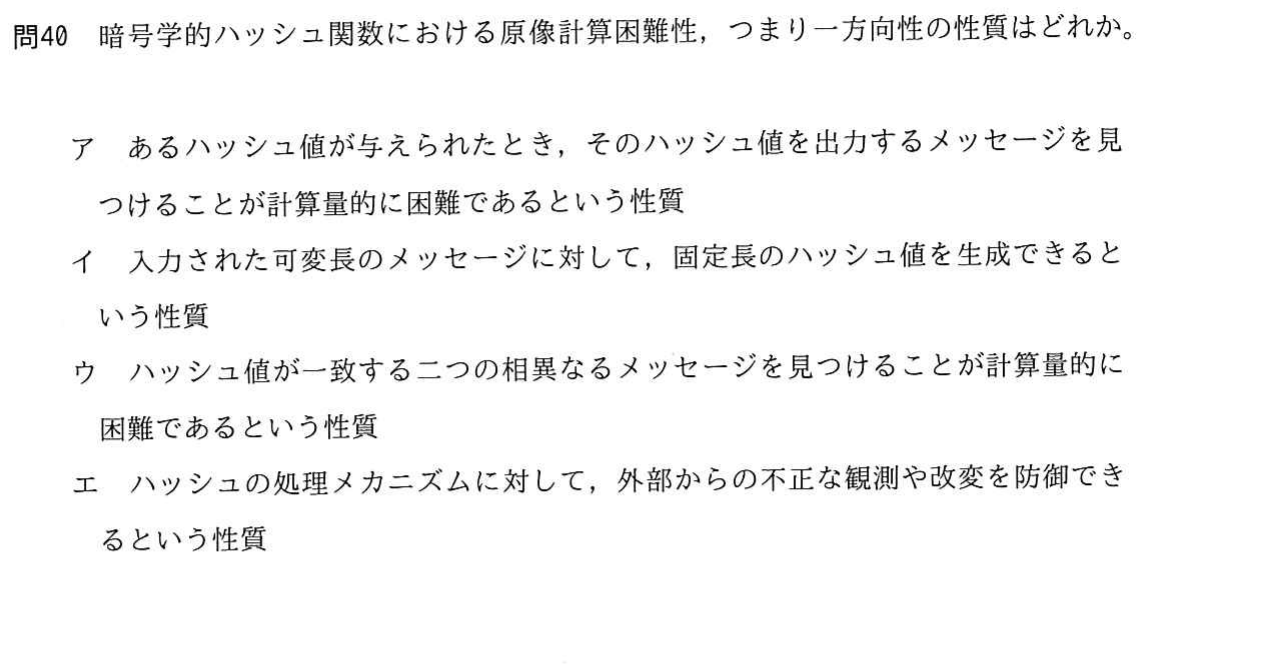 問40 暗号学的ハッシュ関数における原像計算困難性，つまり一方向性の性質はどれか。
ア あるハッシュ値が与えられたとき，そのハッシュ値を出力するメッセージを見
つけることが計算量的に困難であるという性質
イ 入力された可変長のメッセージに対して，固定長のハッシュ値を生成できると
いう性質
ウ ハッシュ値が一致する二つの相異なるメッセージを見つけることが計算量的に
困難であるという性質
エ ハッシュの処理メカニズムに対して，外部からの不正な観測や改変を防御でき
るという性質